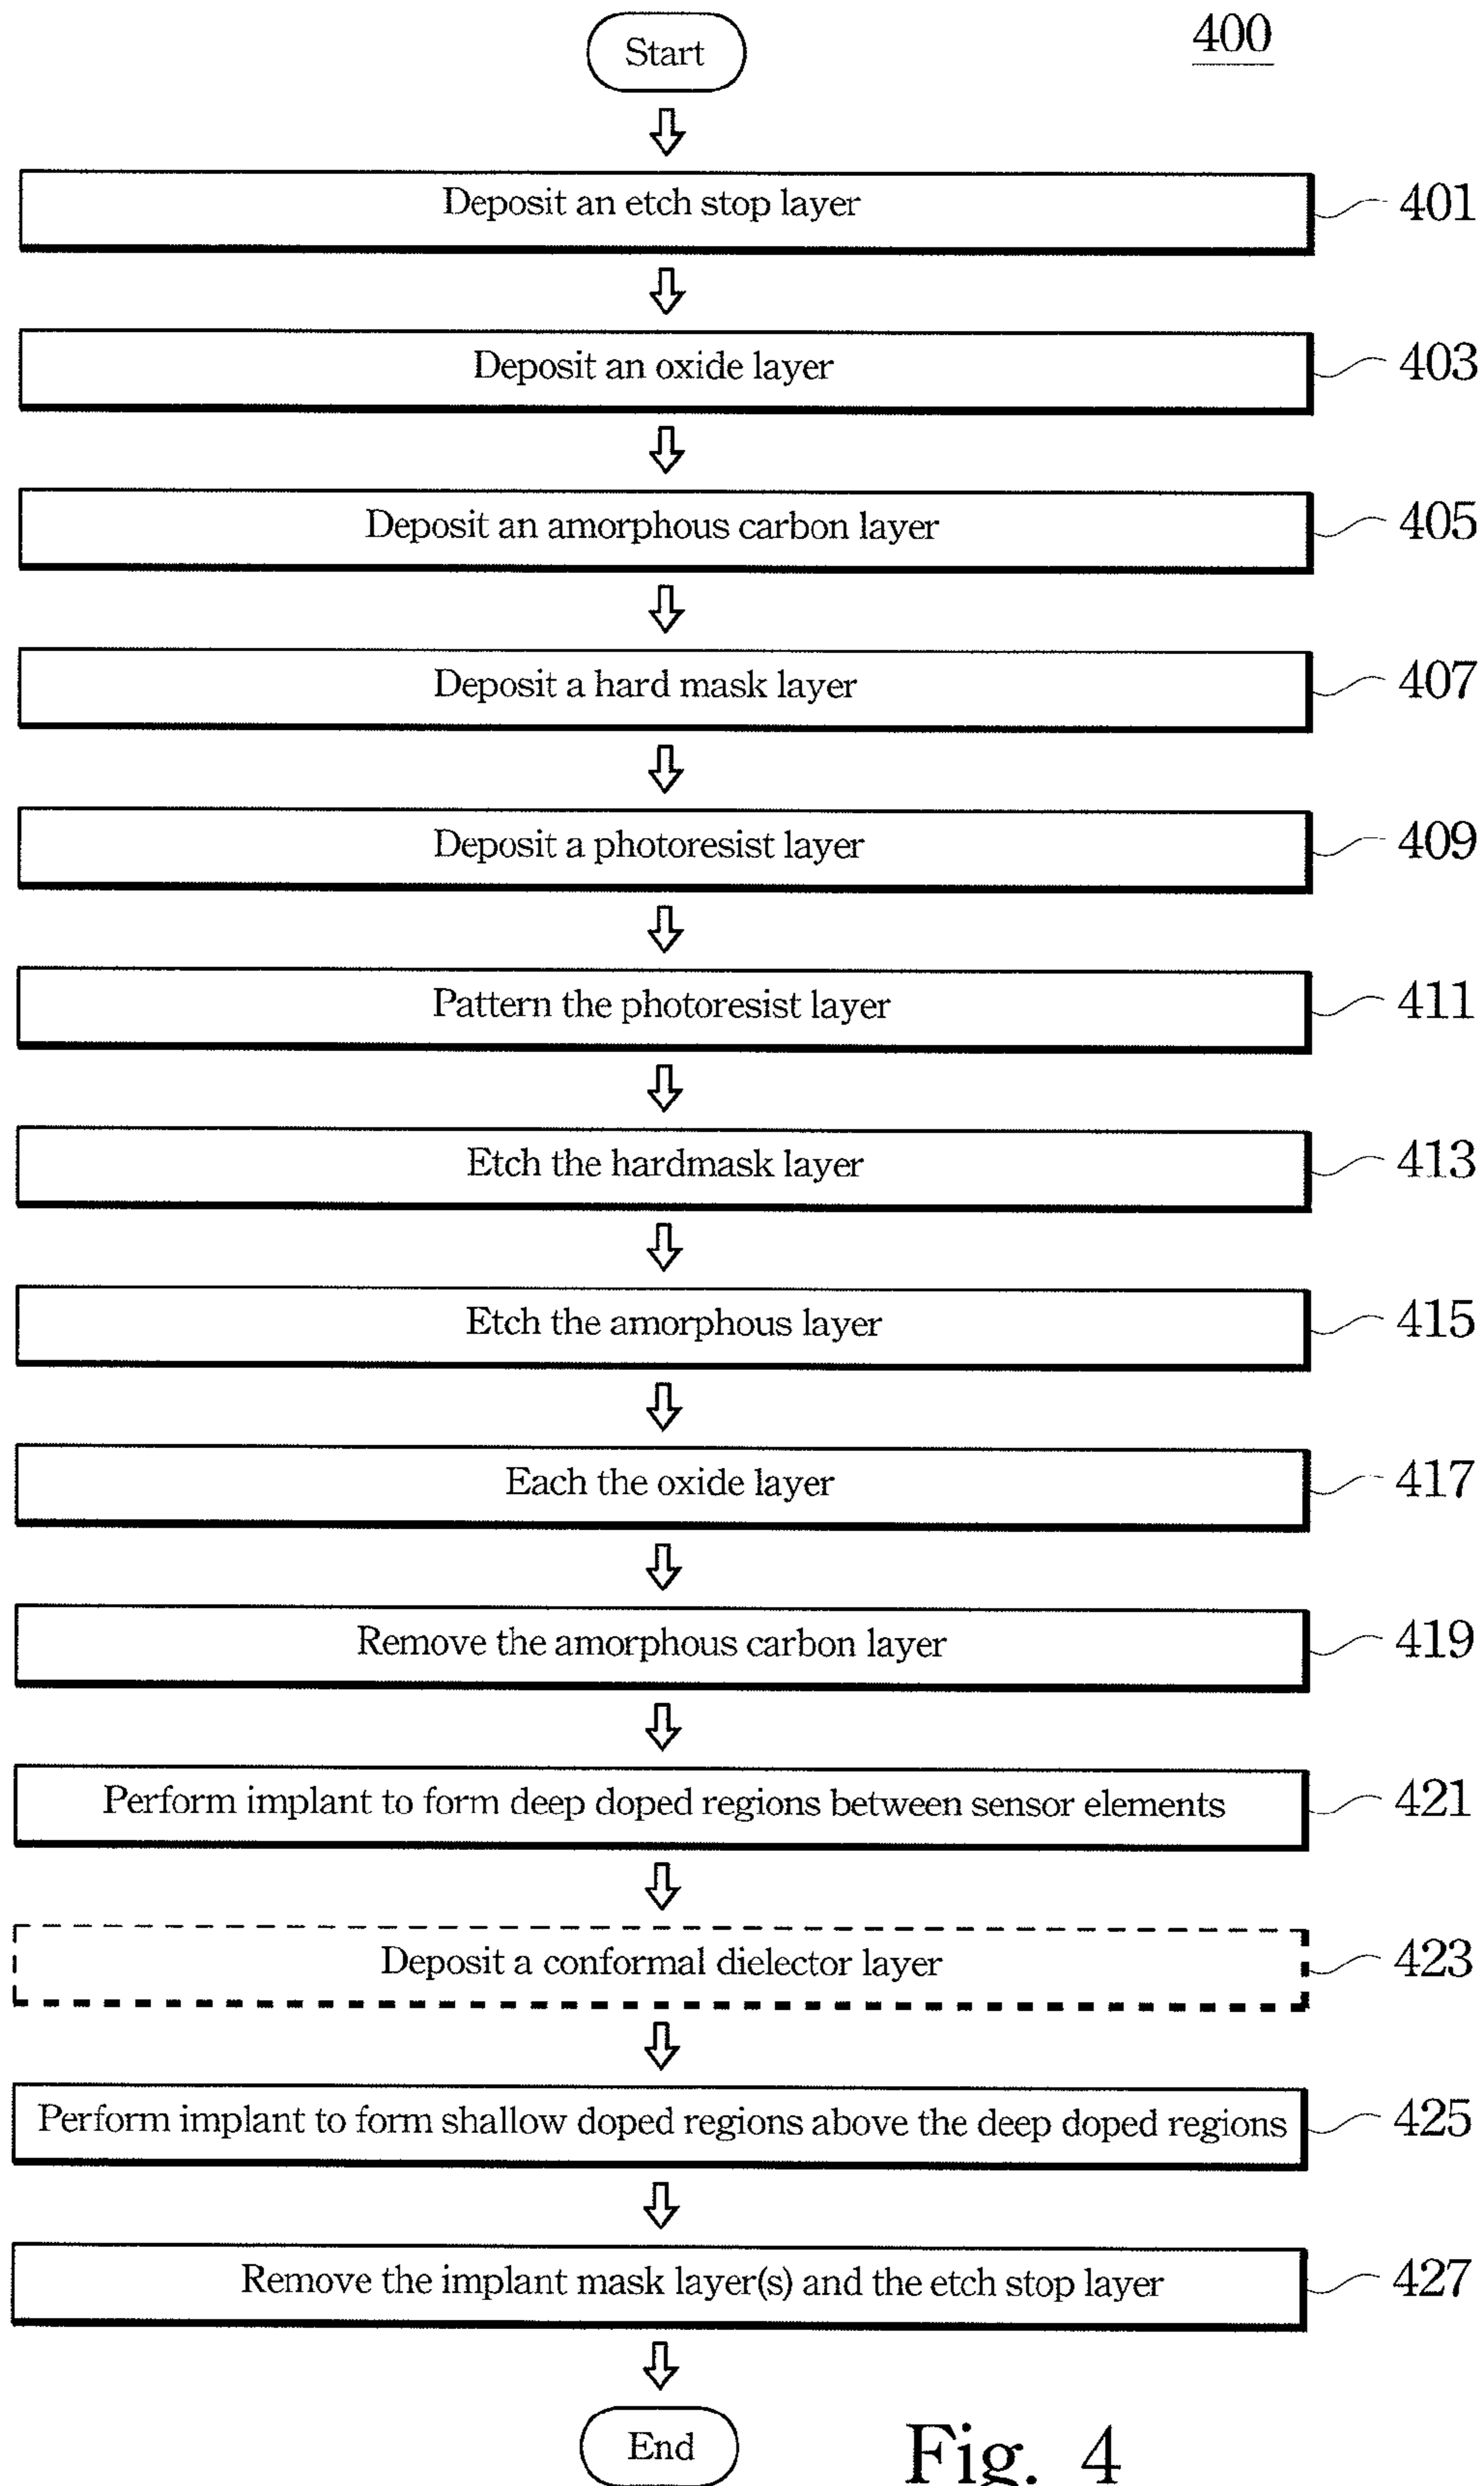 Start
400
Deposit an etch stop layer
401
Deposit an oxide layer
403
Deposit an amorphous carbon layer
405
Deposit a hard mask layer
407
Deposit a photoresist layer
409
Pattern the photoresist layer
411
Etch the hardmask layer
413
Etch the amorphous layer
415
Each the oxide layer
417
Remove the amorphous carbon layer
419
Perform implant to form deep doped regions between sensor elements
421
Deposit a conformal dielector layer
423
Perform implant to form shallow doped regions above the deep doped regions
425
Remove the implant mask layer(s) and the etch stop layer
427
End
Fig. 4